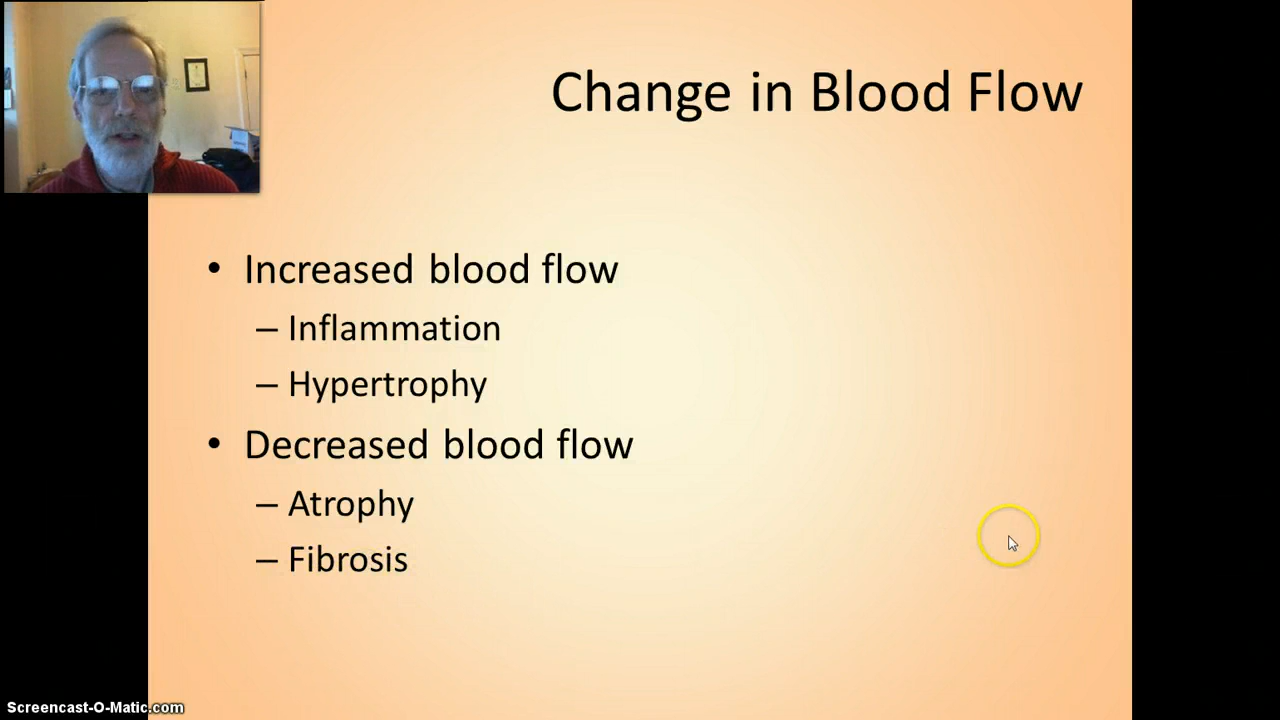 Change in Blood Flow
• Increased blood flow
– Inflammation
– Hypertrophy
• Decreased blood flow
– Atrophy
– Fibrosis
Screencast-O-Matic.com